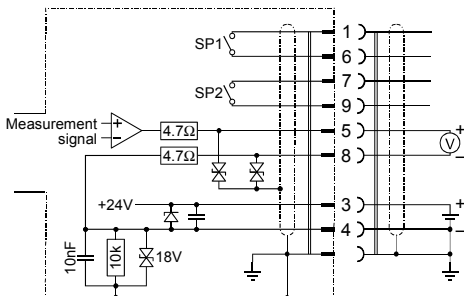 SP1
1
6
SP2
7
9
Measurement
signal
+
−
4.7Ω
5
+
V
−
4.7Ω
8
+24V
3
+
4
−
10nF
10k
18V